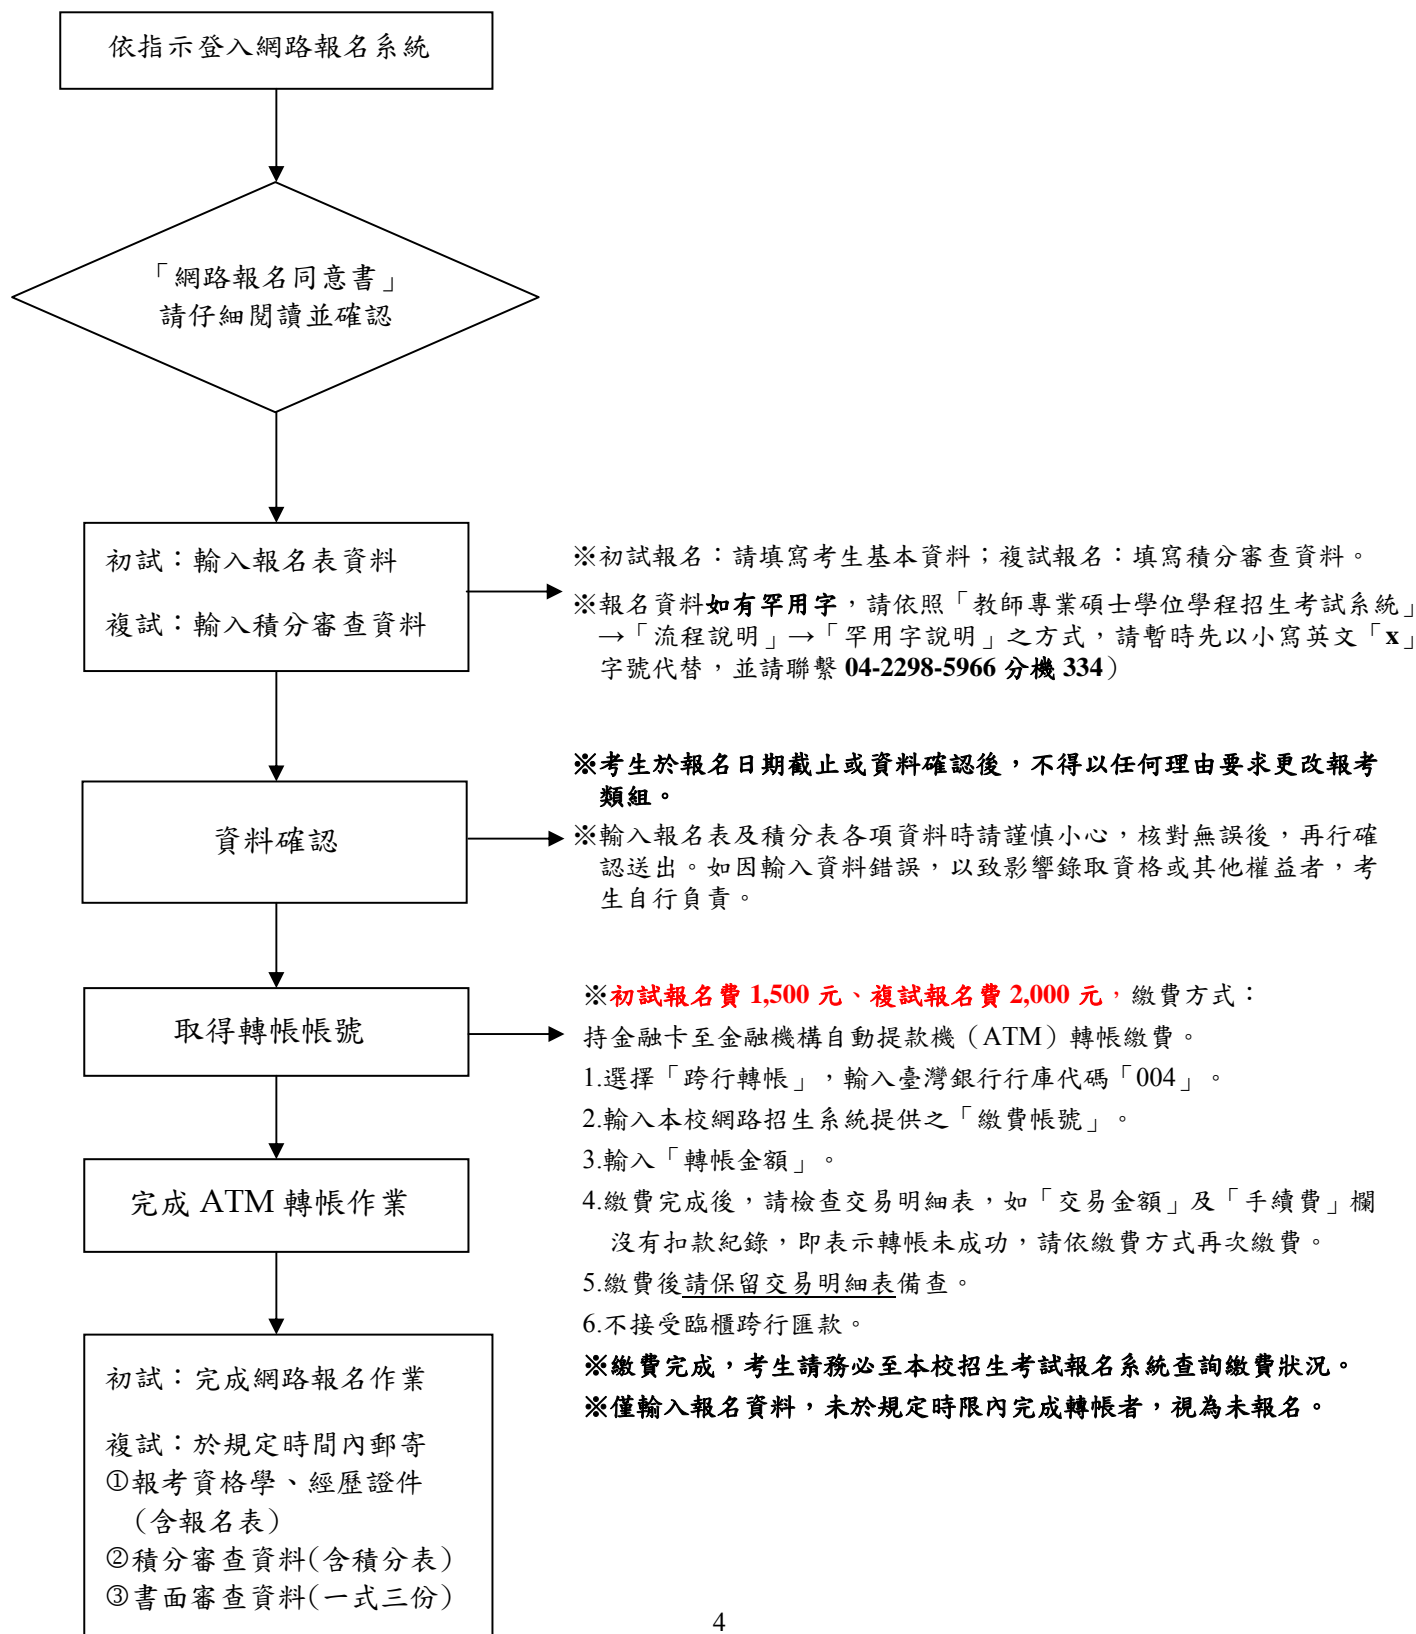 依指示登入網路報名系統
「網路報名同意書」
請仔細閱讀並確認
初試：輸入報名表資料
複試：輸入積分審查資料
※初試報名：請填寫考生基本資料；複試報名：填寫積分審查資料。
※報名資料如有罕用字，請依照「教師專業碩士學位學程招生考試系統」
→「流程說明」→「罕用字說明」之方式，請暫時先以小寫英文「x」
字號代替，並請聯繫 04-2298-5966 分機 334）
※考生於報名日期截止或資料確認後，不得以任何理由要求更改報考
類組。
資料確認
※輸入報名表及積分表各項資料時請謹慎小心，核對無誤後，再行確
認送出。如因輸入資料錯誤，以致影響錄取資格或其他權益者，考
生自行負責。
取得轉帳帳號
※初試報名費 1,500 元、複試報名費 2,000 元，繳費方式：
持金融卡至金融機構自動提款機（ATM）轉帳繳費。
1.選擇「跨行轉帳」，輸入臺灣銀行行庫代碼「004」。
2.輸入本校網路招生系統提供之「繳費帳號」。
3.輸入「轉帳金額」。
4.繳費完成後，請檢查交易明細表，如「交易金額」及「手續費」欄
沒有扣款紀錄，即表示轉帳未成功，請依繳費方式再次繳費。
5.繳費後請保留交易明細表備查。
6.不接受臨櫃跨行匯款。
※繳費完成，考生請務必至本校招生考試報名系統查詢繳費狀況。
※僅輸入報名資料，未於規定時限內完成轉帳者，視為未報名。
完成 ATM 轉帳作業
初試：完成網路報名作業
複試：於規定時間內郵寄
①報考資格學、經歷證件
（含報名表）
②積分審查資料(含積分表)
③書面審查資料(一式三份)
4